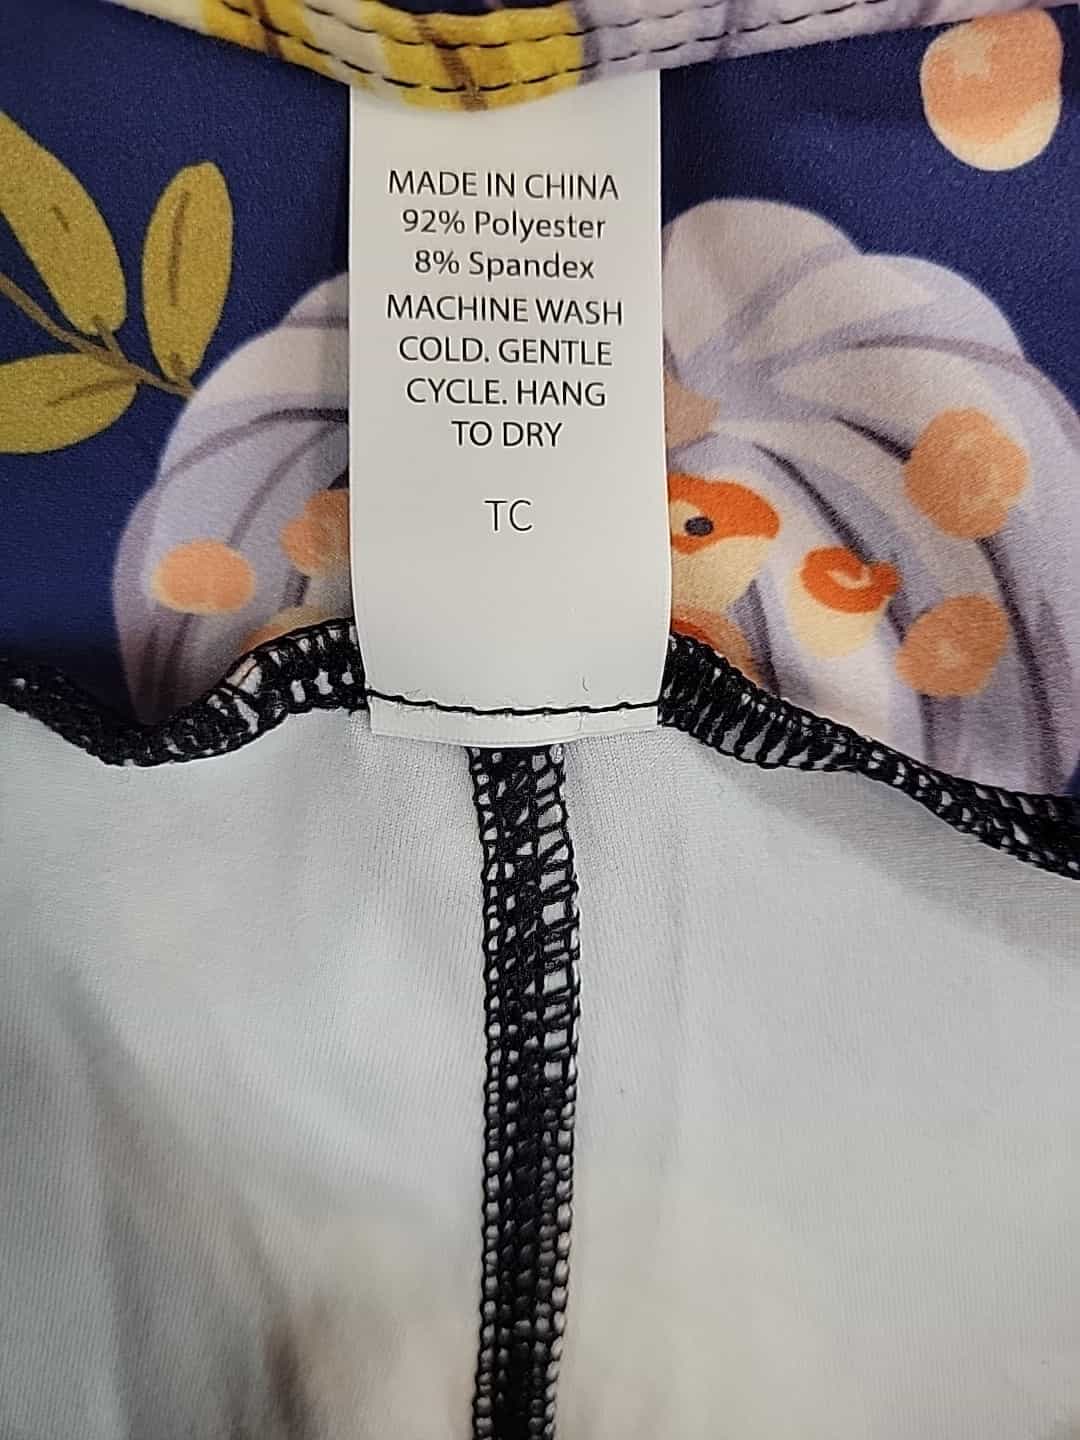 MADE IN CHINA
92% Polyester
8% Spandex
MACHINE WASH
COLD. GENTLE
CYCLE. HANG
TO DRY
TC